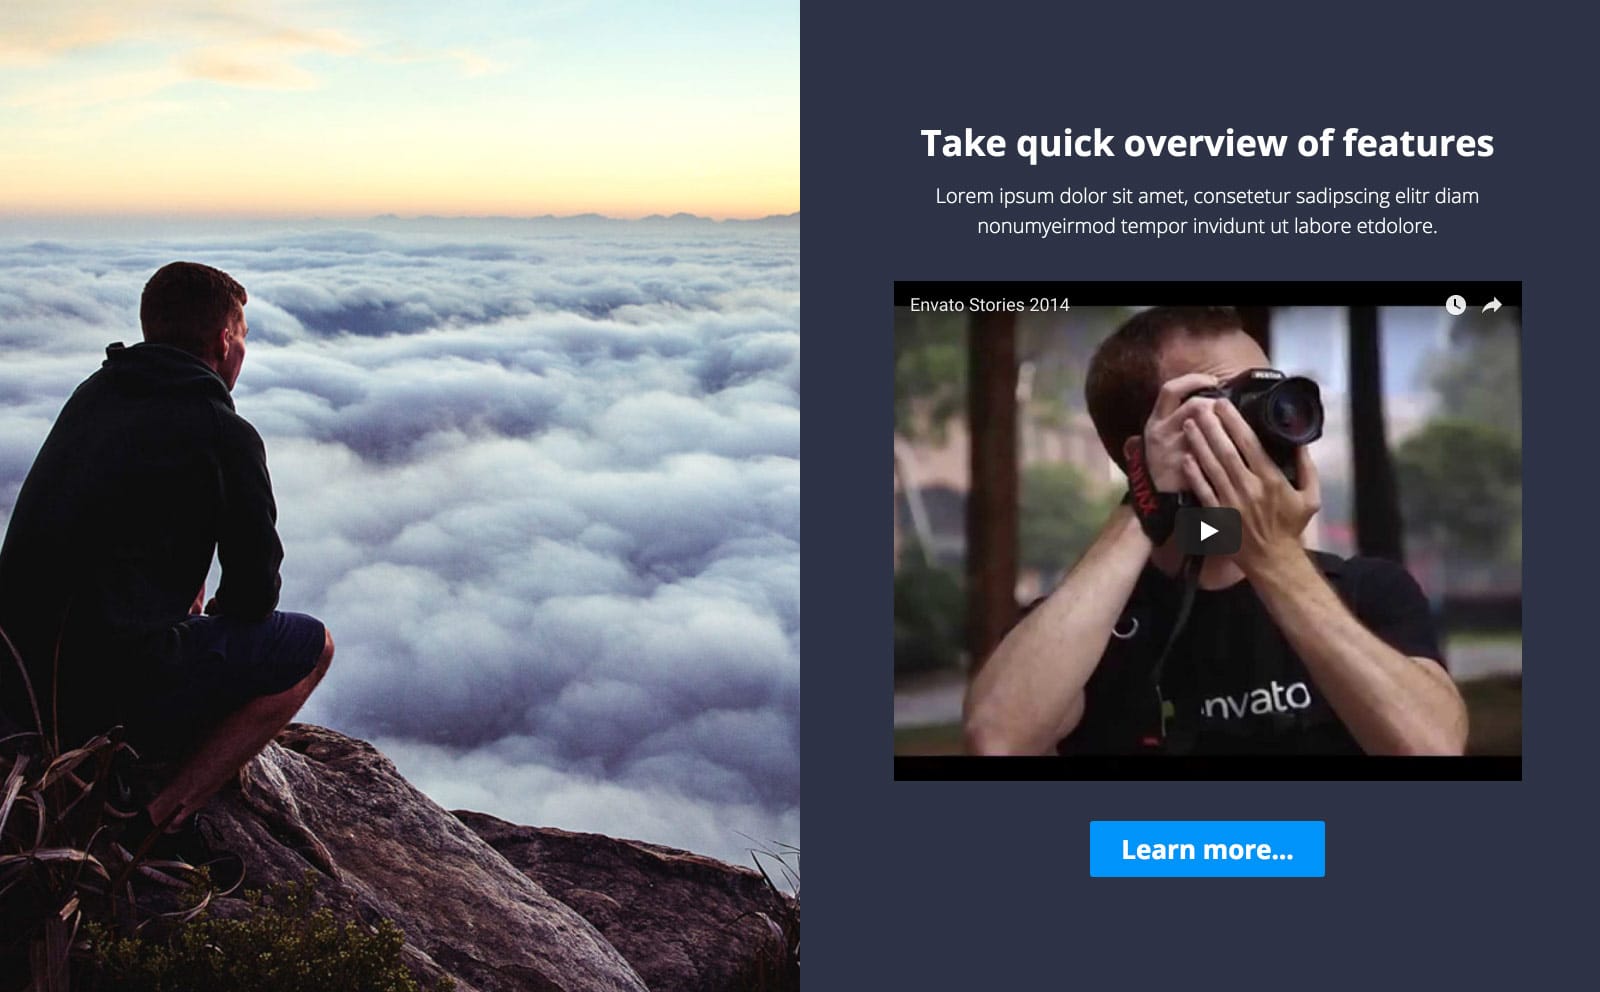 Take quick overview of features
Lorem ipsum dolor sit amet, consetetur sadipscing elitr diam
nonumyeirmod tempor invidunt ut labore etdolore.
Envato Stories 2014
PENTAX
nvato
Learn more...